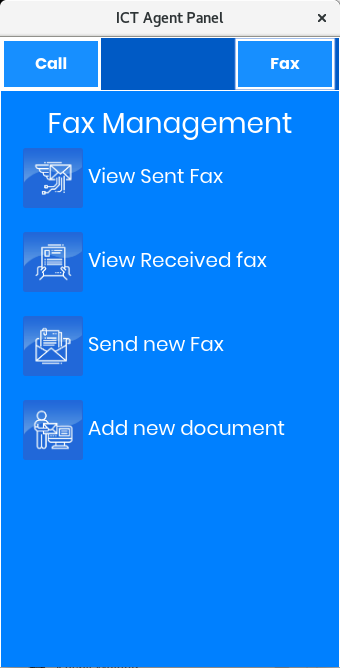 ICT Agent Panel
Call
Fax
Fax Management
View Sent Fax
View Received fax
Send new Fax
Add new document